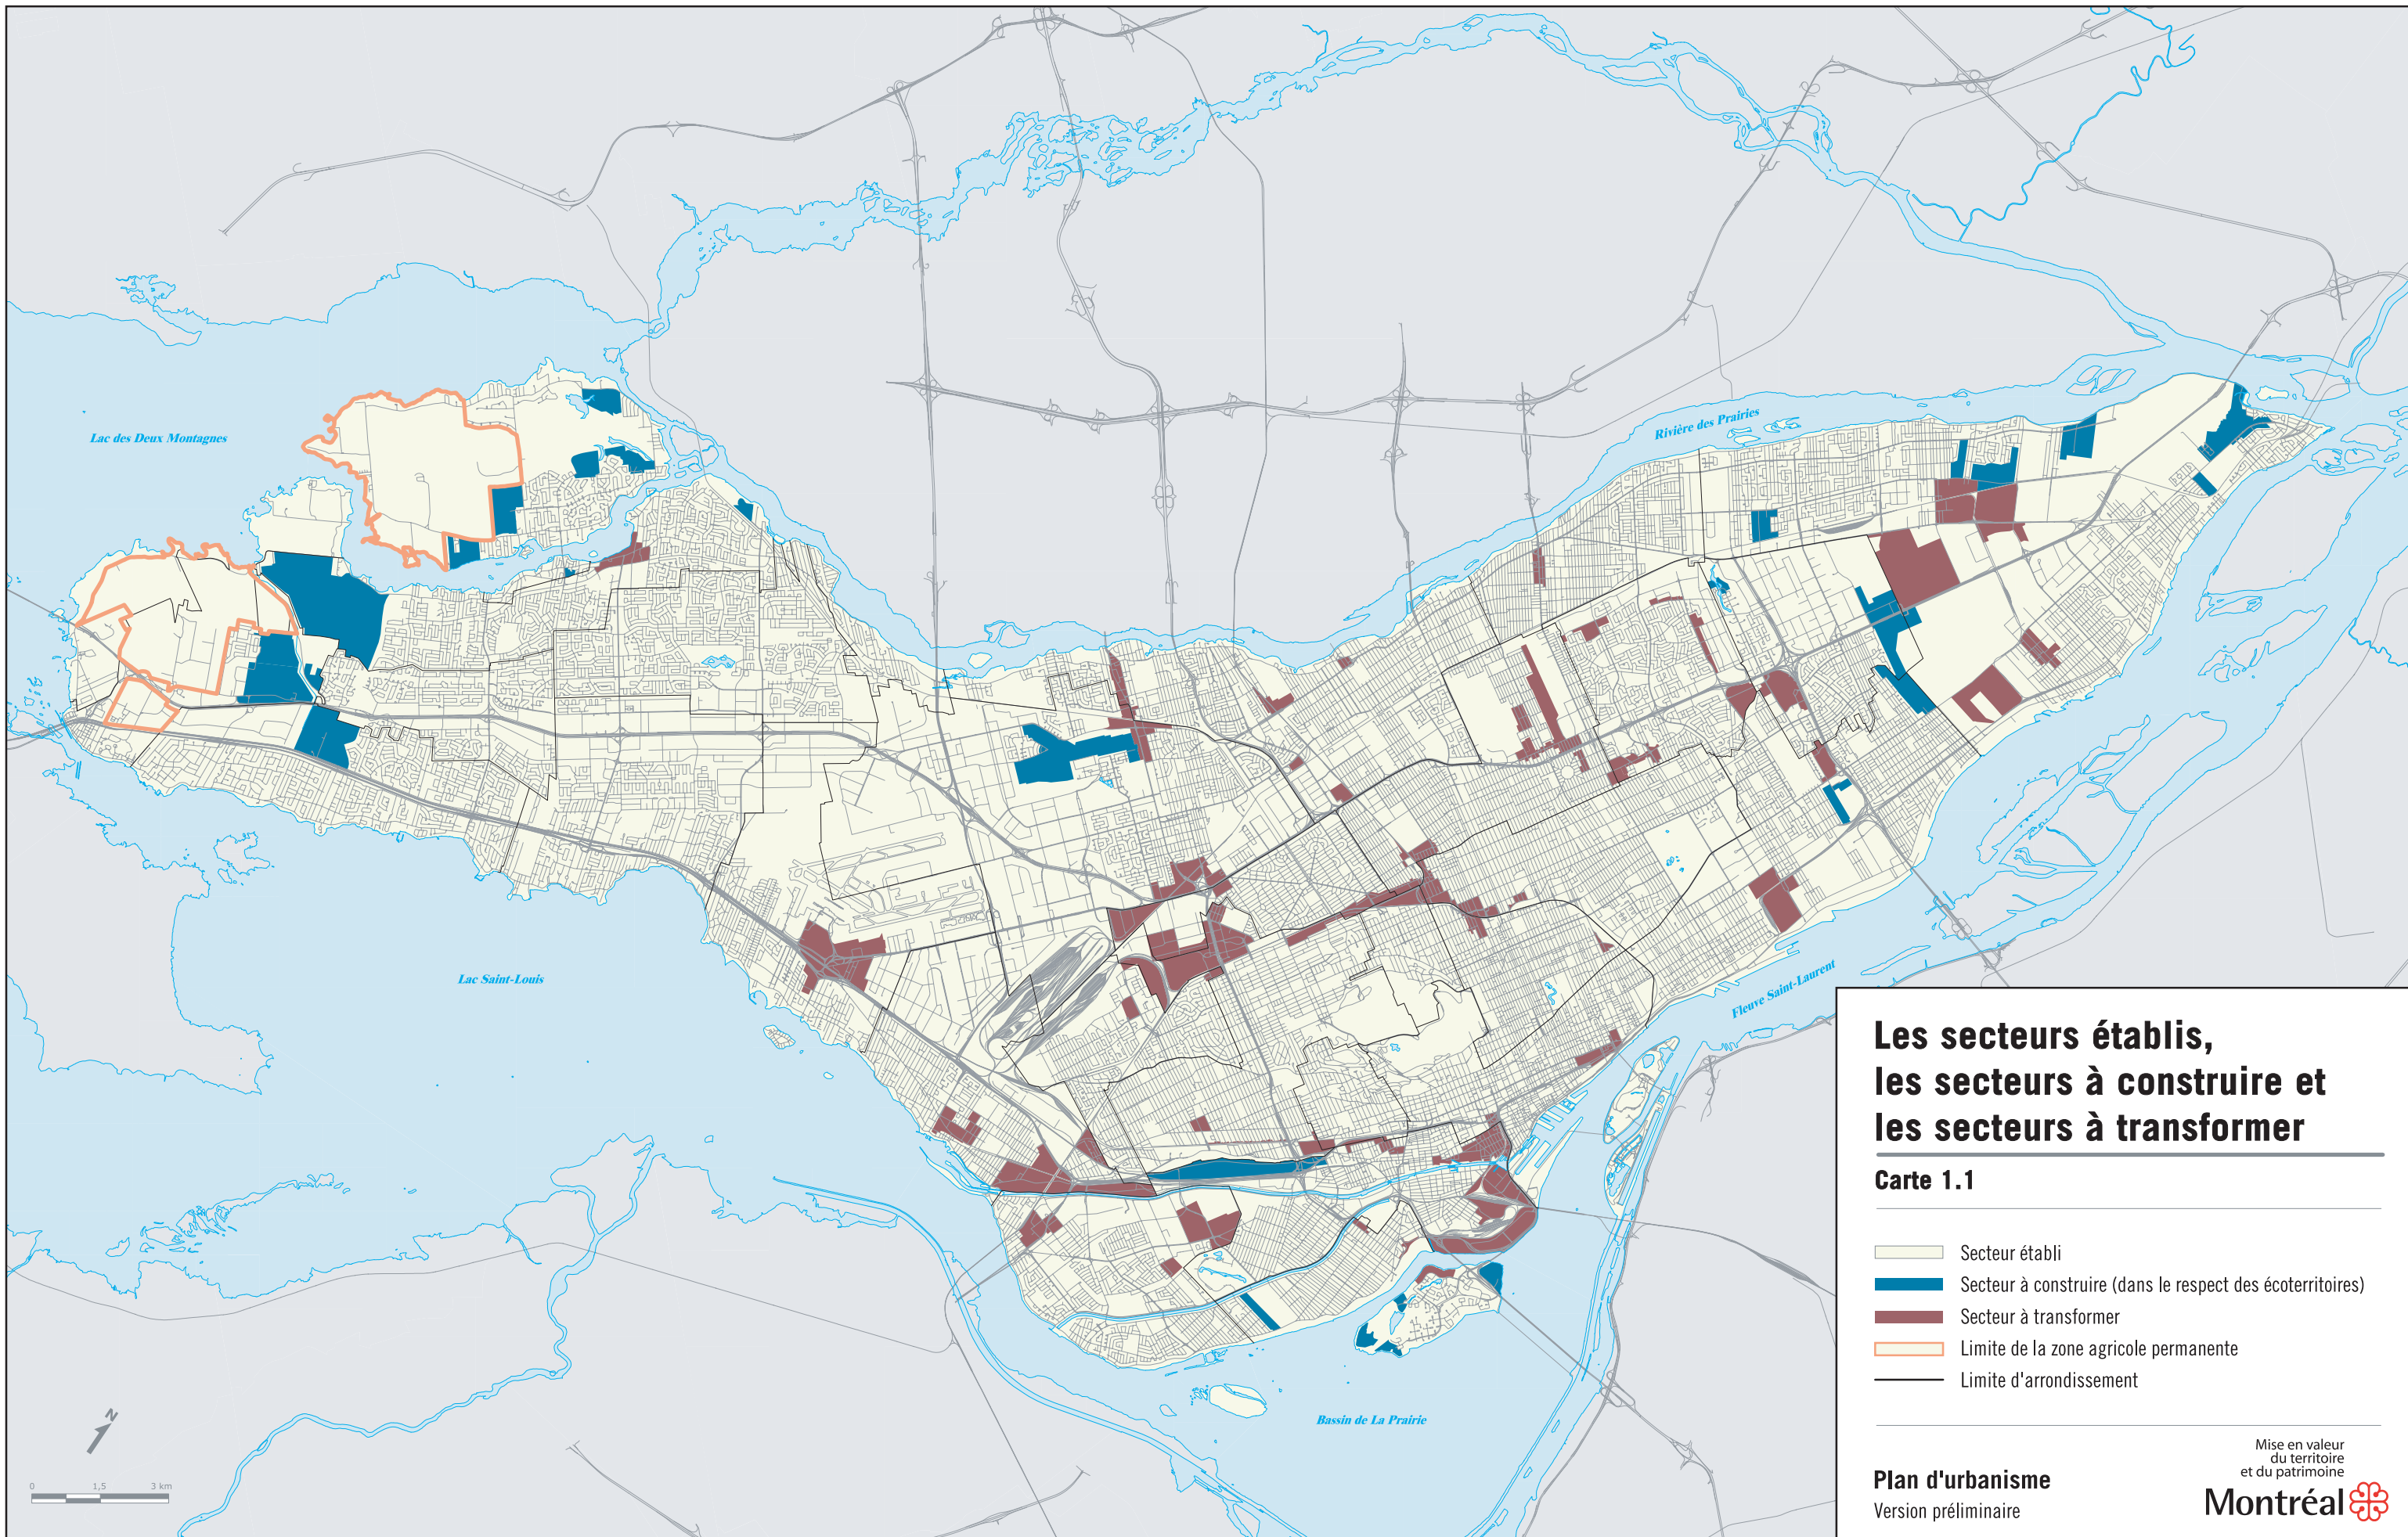 Lac des Deux Montagnes
Rivière des Prairies
Lac Saint-Louis
Fleuve Saint-Laurent
Bassin de La Prairie
N
0 1,5 3 km
Les secteurs établis,
les secteurs à construire et
les secteurs à transformer
Carte 1.1
Secteur établi
Secteur à construire (dans le respect des écoterritoires)
Secteur à transformer
Limite de la zone agricole permanente
Limite d'arrondissement
Plan d'urbanisme
Version préliminaire
Mise en valeur
du territoire
et du patrimoine
Montréal